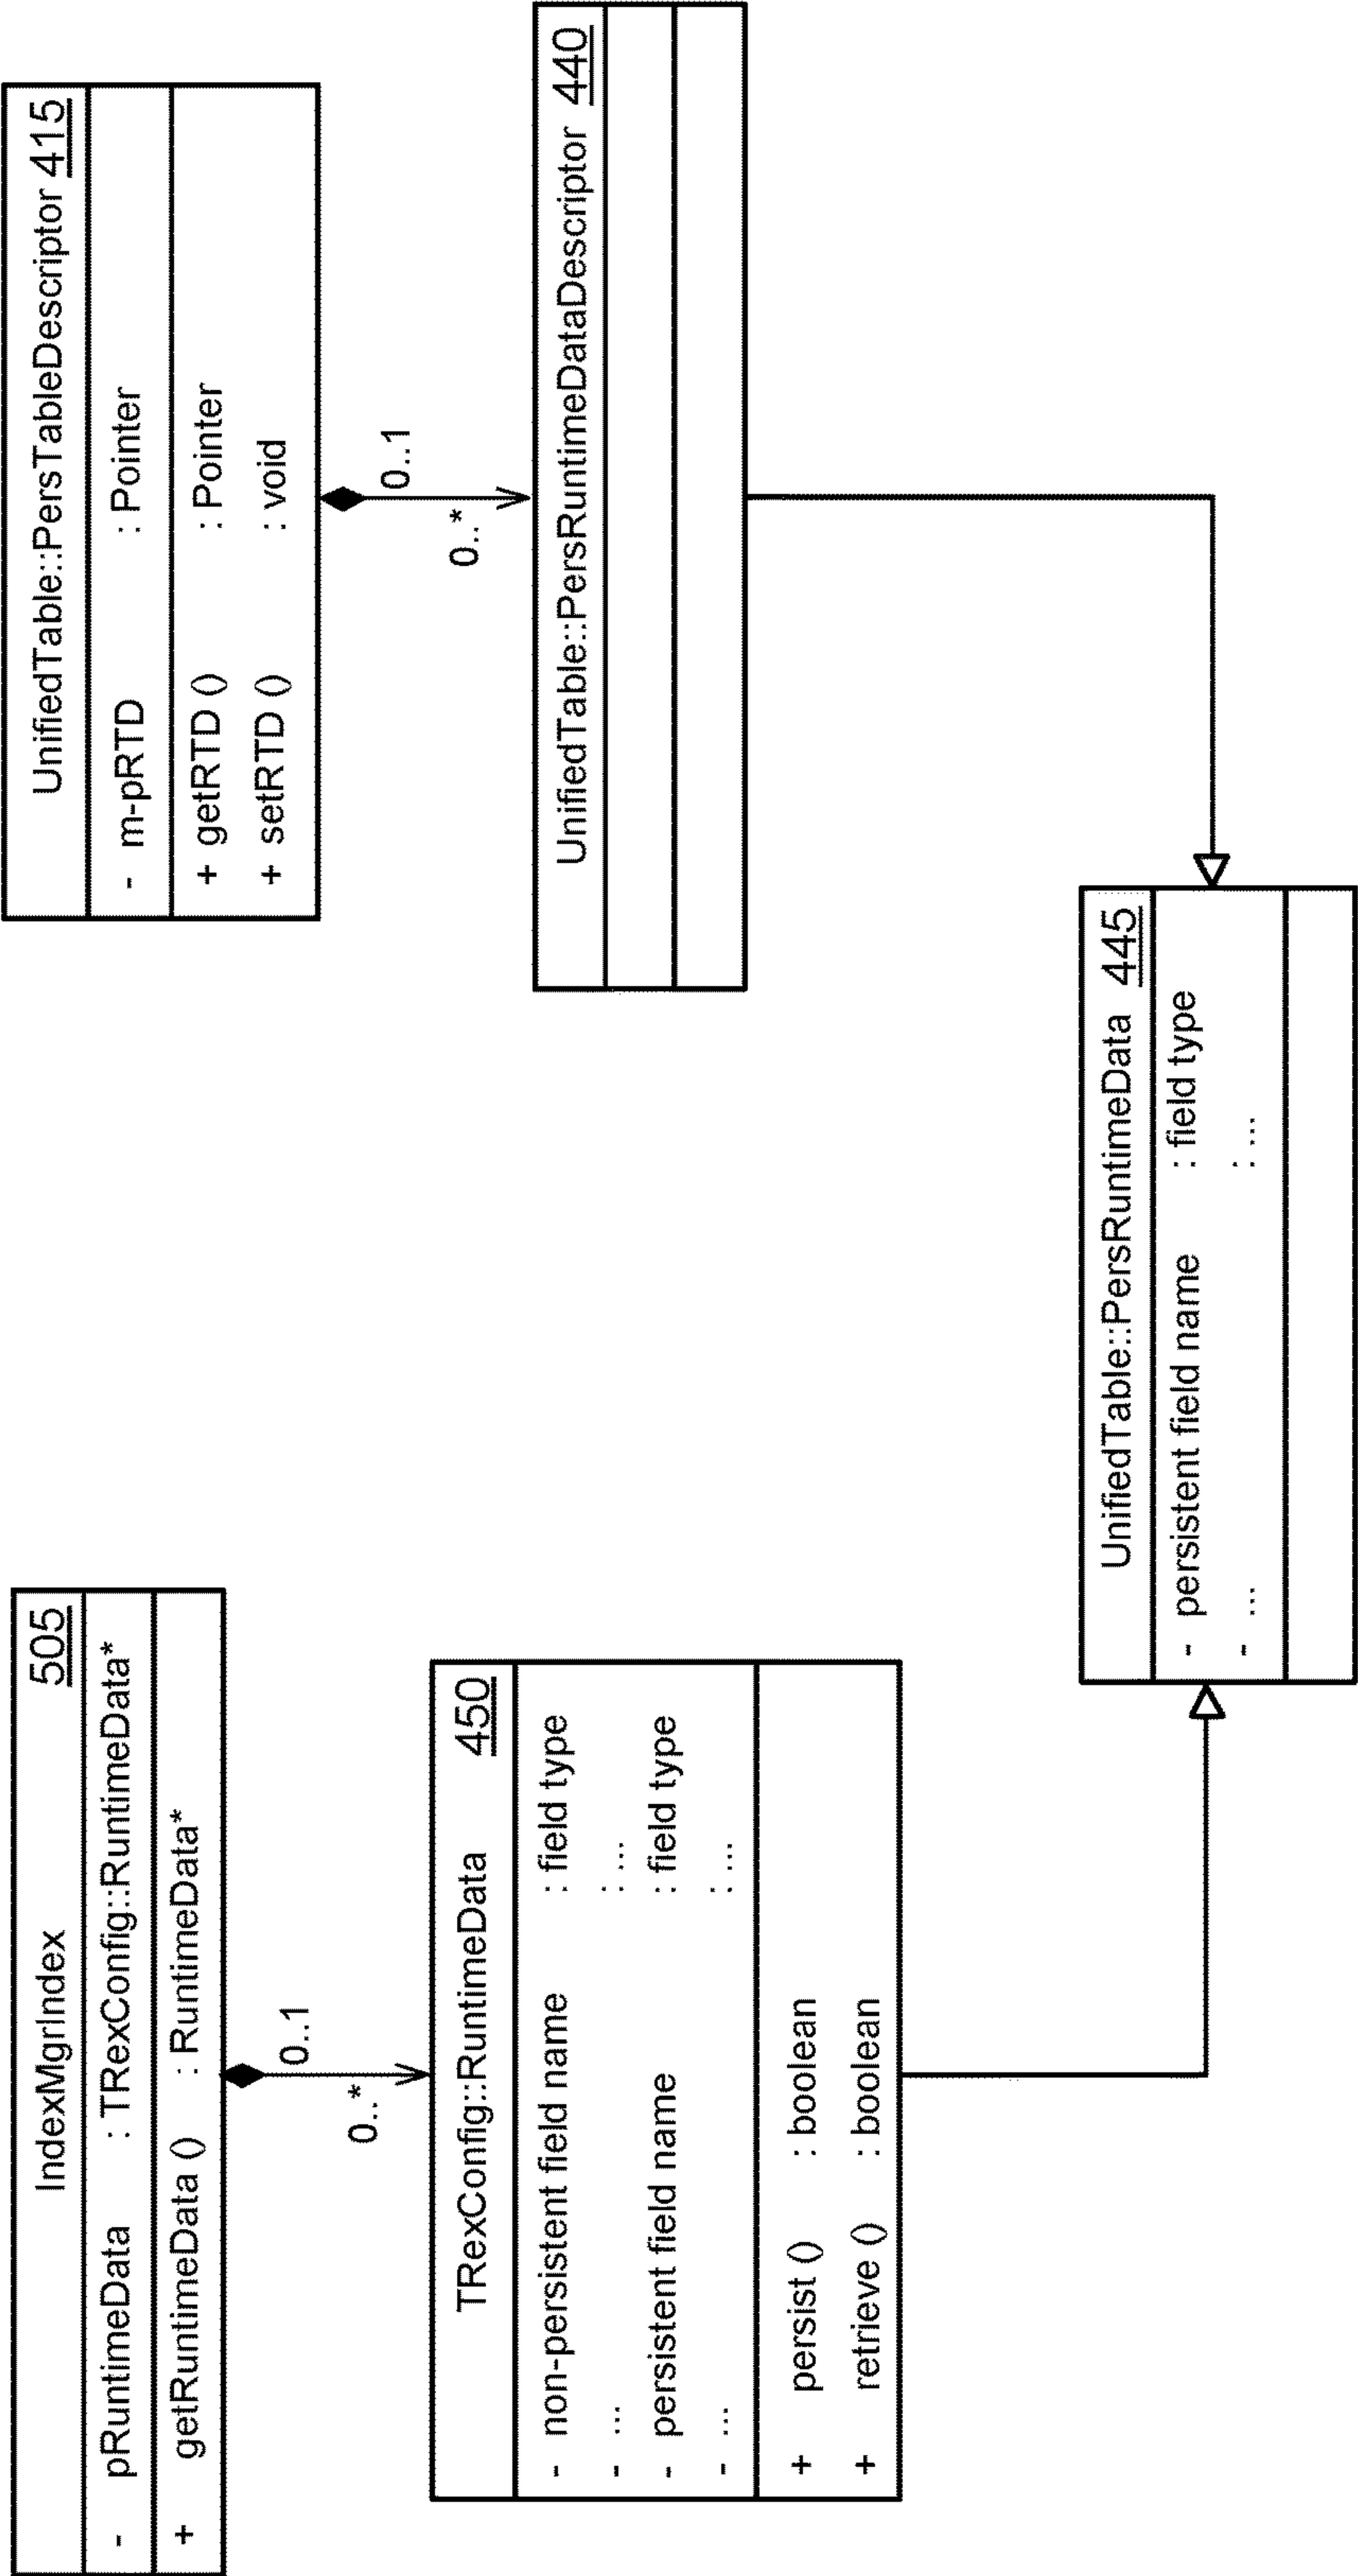 IndexMgrIndex 505
- pRuntimeData : TRexConfig::RuntimeData*
+ getRuntimeData () : RuntimeData*
0..1
0..*
TRexConfig::RuntimeData 450
- non-persistent field name : field type
- ... : ...
- persistent field name : field type
- ... : ...
+ persist () : boolean
+ retrieve () : boolean
UnifiedTable::PersTableDescriptor 415
- m-pRTD : Pointer
+ getRTD () : Pointer
+ setRTD () : void
0..1
0..*
UnifiedTable::PersRuntimeDataDescriptor 440
UnifiedTable::PersRuntimeData 445
- persistent field name : field type
- ... : ...